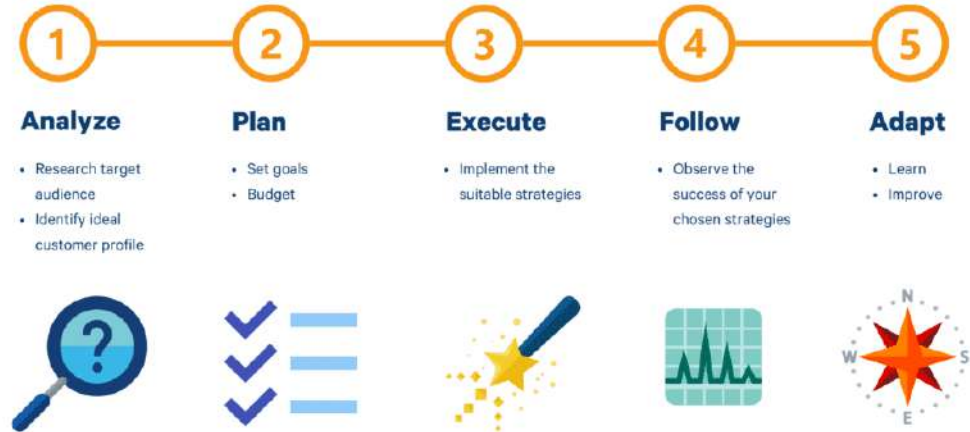 1
2
3
4
5
Analyze
• Research target
audience
• Identify ideal
customer profile
Plan
• Set goals
• Budget
Execute
• Implement the
suitable strategies
Follow
• Observe the
success of your
chosen strategies
Adapt
• Learn
• Improve
?
N
W
S
E